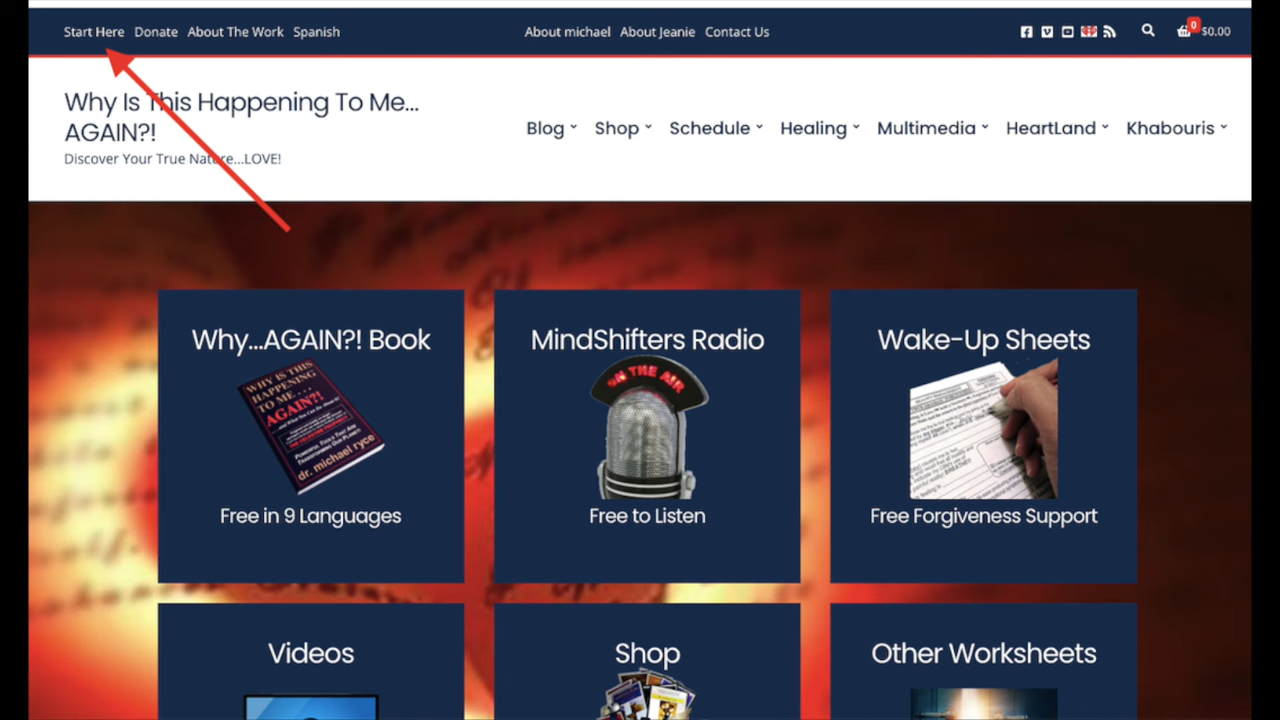 Start Here Donate About The Work Spanish
About michael About Jeanie Contact Us
0
$0.00
Why Is This Happening To Me...
AGAIN?!
Discover Your True Nature...LOVE!
Blog Shop Schedule Healing Multimedia HeartLand Khabouris
Why...AGAIN?! Book
WHY IS THIS
HAPPENING
TO ME....
AGAIN?!
dr. michael ryce
Free in 9 Languages
MindShifters Radio
ON THE AIR
Free to Listen
Wake-Up Sheets
Free Forgiveness Support
Videos
Shop
Other Worksheets